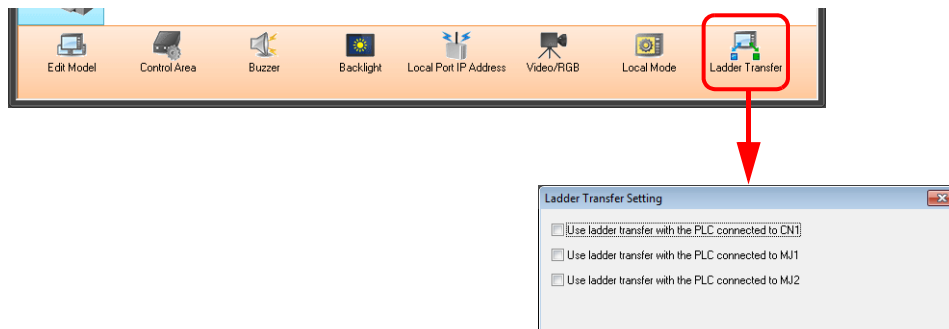 Edit Model Control Area Buzzer Backlight Local Port IP Address Video/RGB Local Mode Ladder Transfer
Ladder Transfer Setting
Use ladder transfer with the PLC connected to CN1
Use ladder transfer with the PLC connected to MJ1
Use ladder transfer with the PLC connected to MJ2